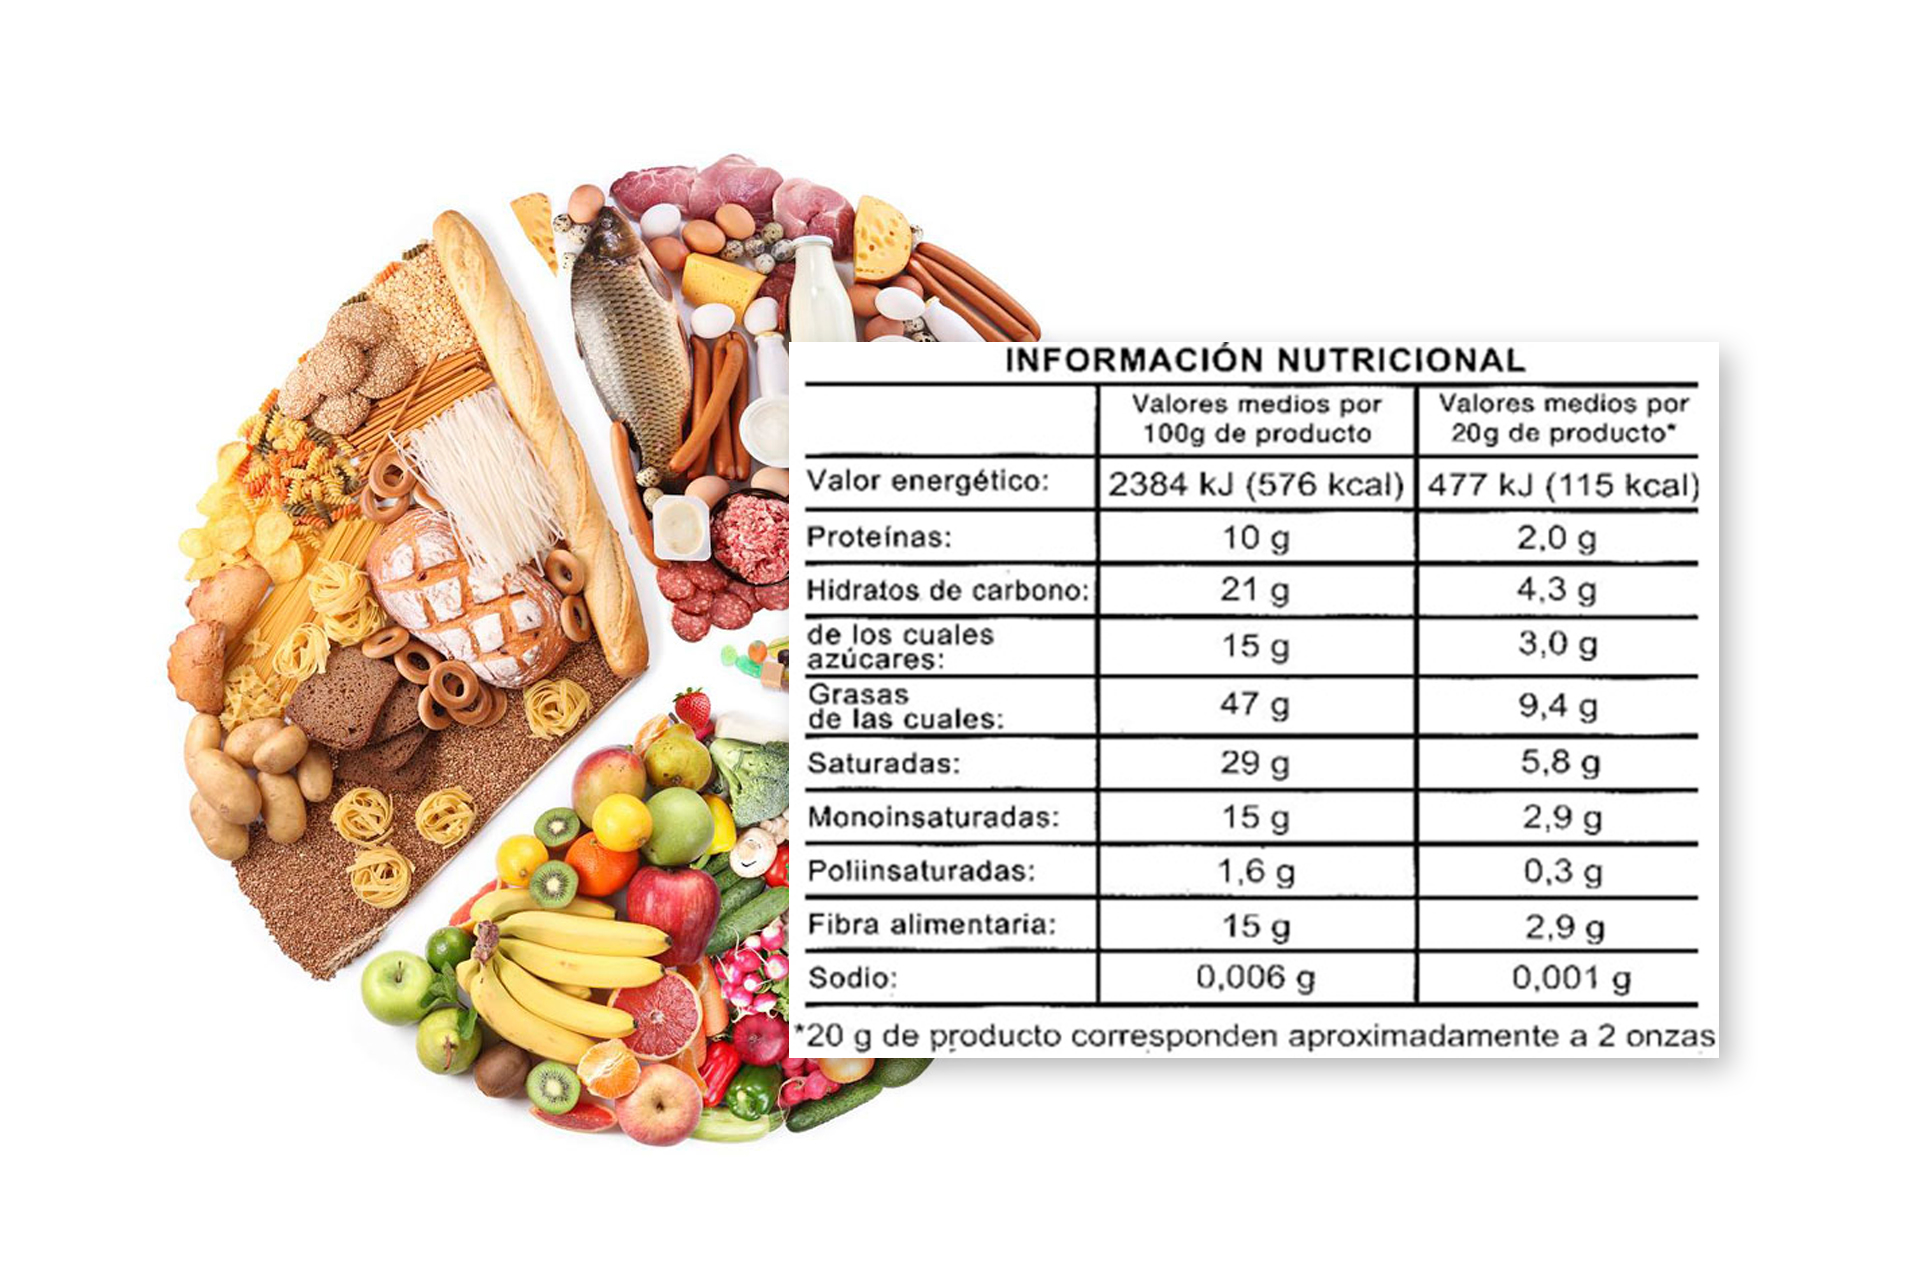 INFORMACIÓN NUTRICIONAL
Valores medios por 100g de producto
Valores medios por 20g de producto*
Valor energético: 2384 kJ (576 kcal) 477 kJ (115 kcal)
Proteínas: 10 g 2,0 g
Hidratos de carbono: 21 g 4,3 g
de los cuales azúcares: 15 g 3,0 g
Grasas de las cuales: 47 g 9,4 g
Saturadas: 29 g 5,8 g
Monoinsaturadas: 15 g 2,9 g
Poliinsaturadas: 1,6 g 0,3 g
Fibra alimentaria: 15 g 2,9 g
Sodio: 0,006 g 0,001 g
*20 g de producto corresponden aproximadamente a 2 onzas